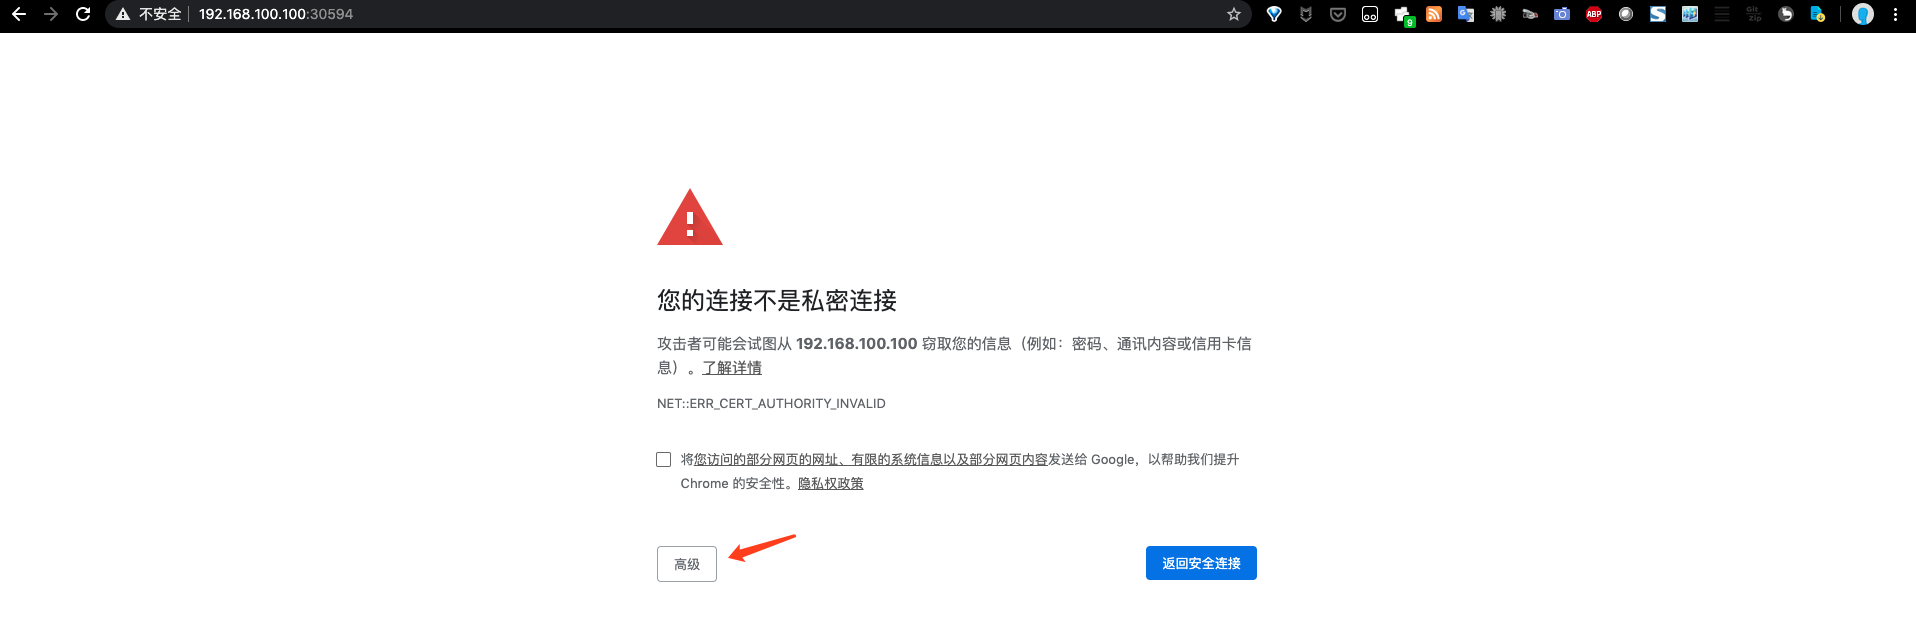 不安全
192.168.100.100:30594
9
ABP
Git
Zip
您的连接不是私密连接
攻击者可能会试图从 192.168.100.100 窃取您的信息（例如：密码、通讯内容或信用卡信
息）。了解详情
NET::ERR_CERT_AUTHORITY_INVALID
将您访问的部分网页的网址、有限的系统信息以及部分网页内容发送给 Google，以帮助我们提升
Chrome 的安全性。隐私权政策
高级
返回安全连接